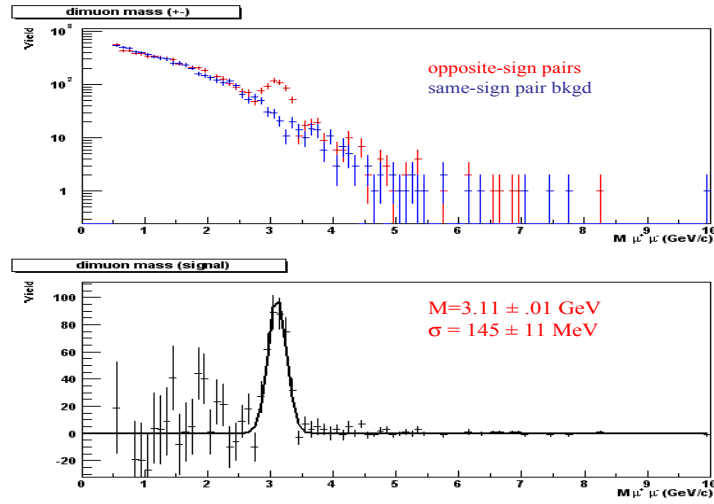 dimuon mass (+-)
Yield
10³
10²
10
1
opposite-sign pairs
same-sign pair bkgd
0 1 2 3 4 5 6 7 8 9 10
M μ⁺ μ⁻(GeV/c)
dimuon mass (signal)
Yield
100
80
60
40
20
0
-20
M=3.11 ± .01 GeV
σ = 145 ± 11 MeV
0 1 2 3 4 5 6 7 8 9 10
M μ⁺ μ⁻(GeV/c)